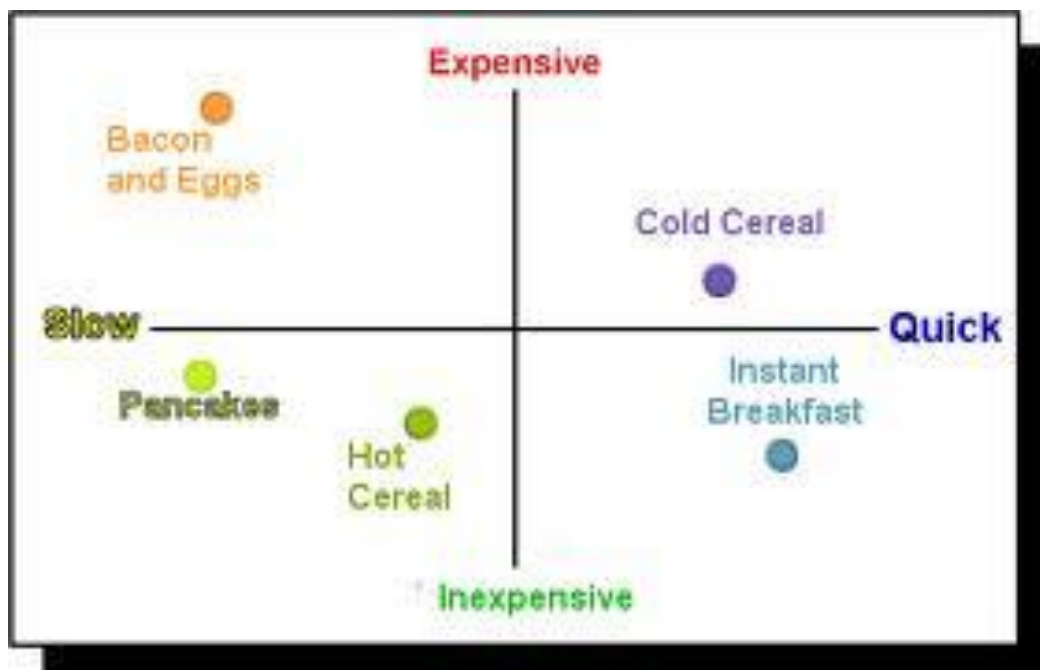 Expensive
Bacon
and Eggs
Cold Cereal
Slow
Quick
Pancakes
Instant
Breakfast
Hot
Cereal
Inexpensive